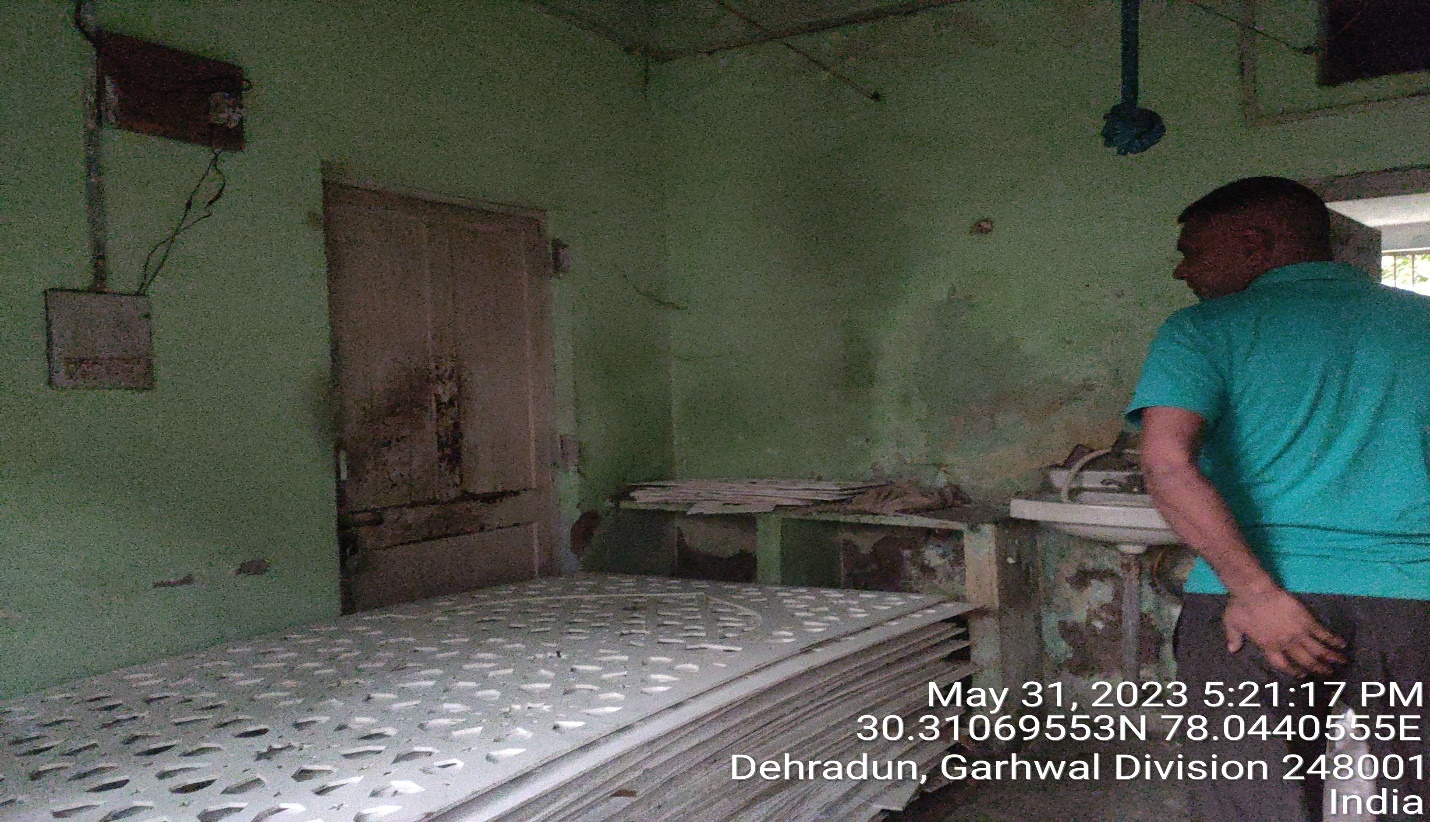 May 31, 2023 5:21:17 PM
30.31069553N 78.0440555E
Dehradun, Garhwal Division 248001
India